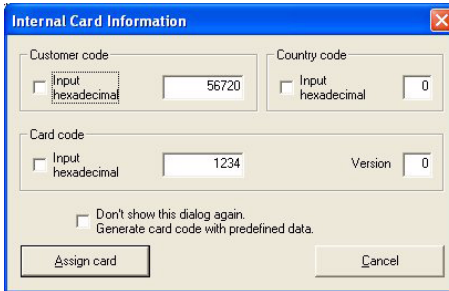 Internal Card Information
Customer code
Input
hexadecimal
56720
Country code
Input
hexadecimal
0
Card code
Input
hexadecimal
1234
Version
0
Don't show this dialog again.
Generate card code with predefined data.
Assign card
Cancel